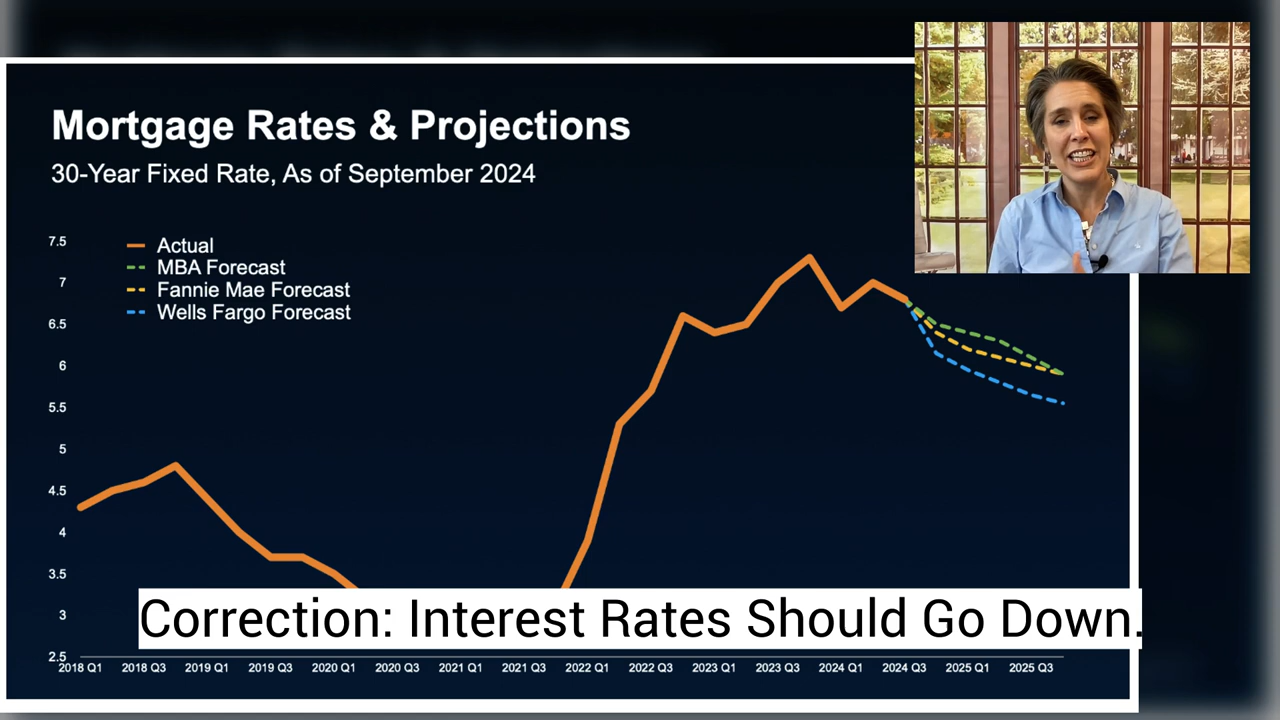 Mortgage Rates & Projections
30-Year Fixed Rate, As of September 2024
7.5
7
6.5
6
5.5
5
4.5
4
3.5
3
2.5
Actual
MBA Forecast
Fannie Mae Forecast
Wells Fargo Forecast
Correction: Interest Rates Should Go Down.
2018 Q1 2018 Q3 2019 Q1 2019 Q3 2020 Q1 2020 Q3 2021 Q1 2021 Q3 2022 Q1 2022 Q3 2023 Q1 2023 Q3 2024 Q1 2024 Q3 2025 Q1 2025 Q3